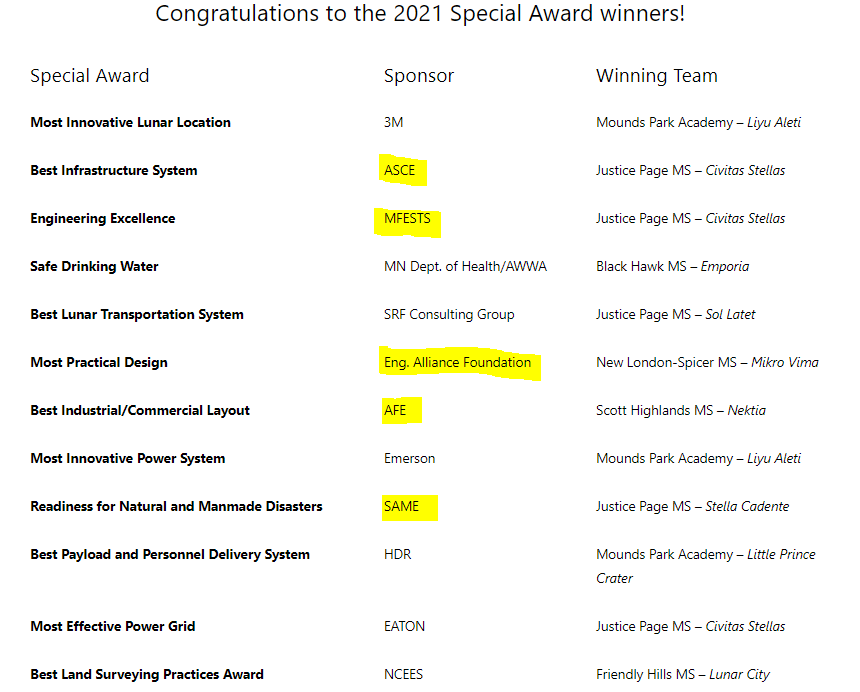 Congratulations to the 2021 Special Award winners!
Special Award Sponsor Winning Team
Most Innovative Lunar Location 3M Mounds Park Academy – Liyu Aleti
Best Infrastructure System ASCE Justice Page MS – Civitas Stellas
Engineering Excellence MFESTS Justice Page MS – Civitas Stellas
Safe Drinking Water MN Dept. of Health/AWWA Black Hawk MS – Emporia
Best Lunar Transportation System SRF Consulting Group Justice Page MS – Sol Latet
Most Practical Design Eng. Alliance Foundation New London-Spicer MS – Mikro Vima
Best Industrial/Commercial Layout AFE Scott Highlands MS – Nektia
Most Innovative Power System Emerson Mounds Park Academy – Liyu Aleti
Readiness for Natural and Manmade Disasters SAME Justice Page MS – Stella Cadente
Best Payload and Personnel Delivery System HDR Mounds Park Academy – Little Prince
Crater
Most Effective Power Grid EATON Justice Page MS – Civitas Stellas
Best Land Surveying Practices Award NCEES Friendly Hills MS – Lunar City